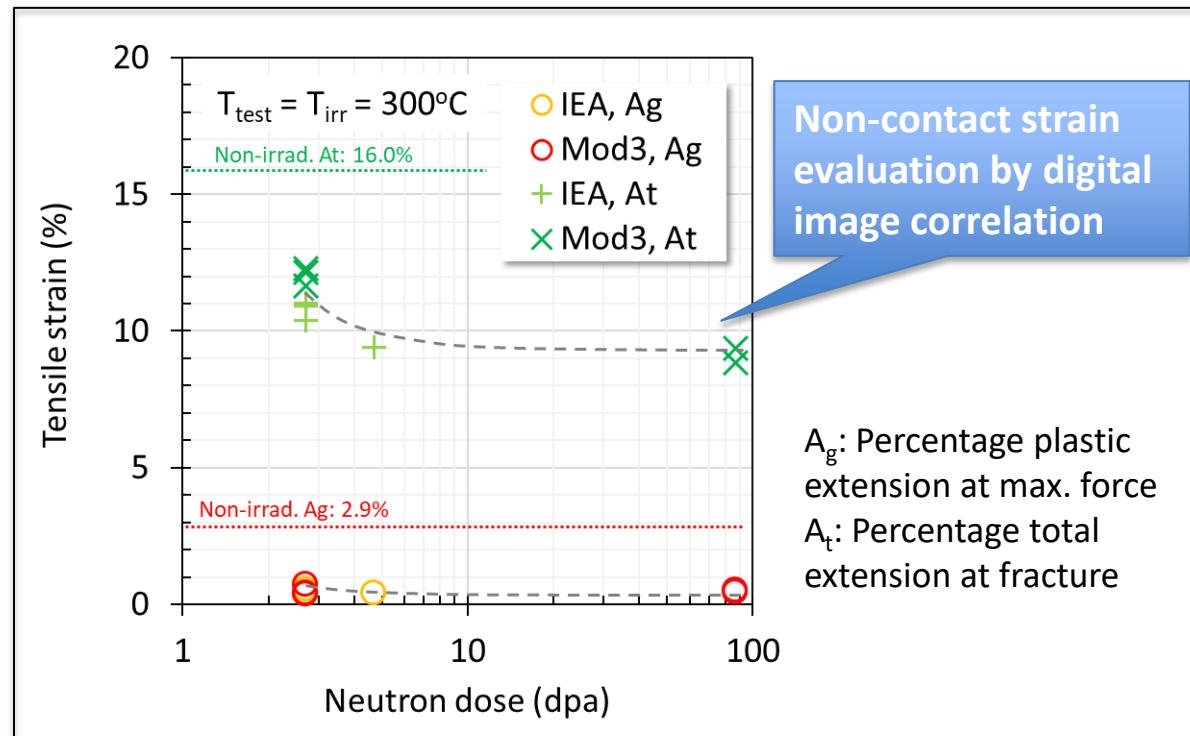 20
15
10
5
0
Tensile strain (%)
T_test = T_irr = 300°C
Non-irrad. At: 16.0%
IEA, Ag
Mod3, Ag
IEA, At
Mod3, At
Non-irrad. Ag: 2.9%
1 10 100
Neutron dose (dpa)
Non-contact strain
evaluation by digital
image correlation
A_g: Percentage plastic
extension at max. force
A_t: Percentage total
extension at fracture